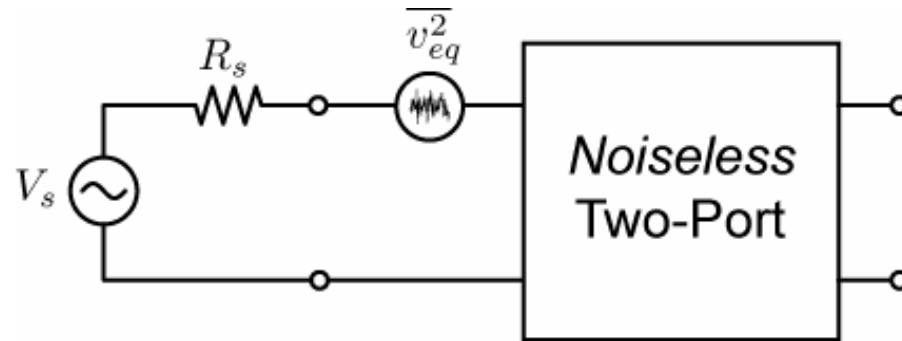 $\overline{v_{eq}^2}$
$R_s$
$V_s$
Noiseless
Two-Port